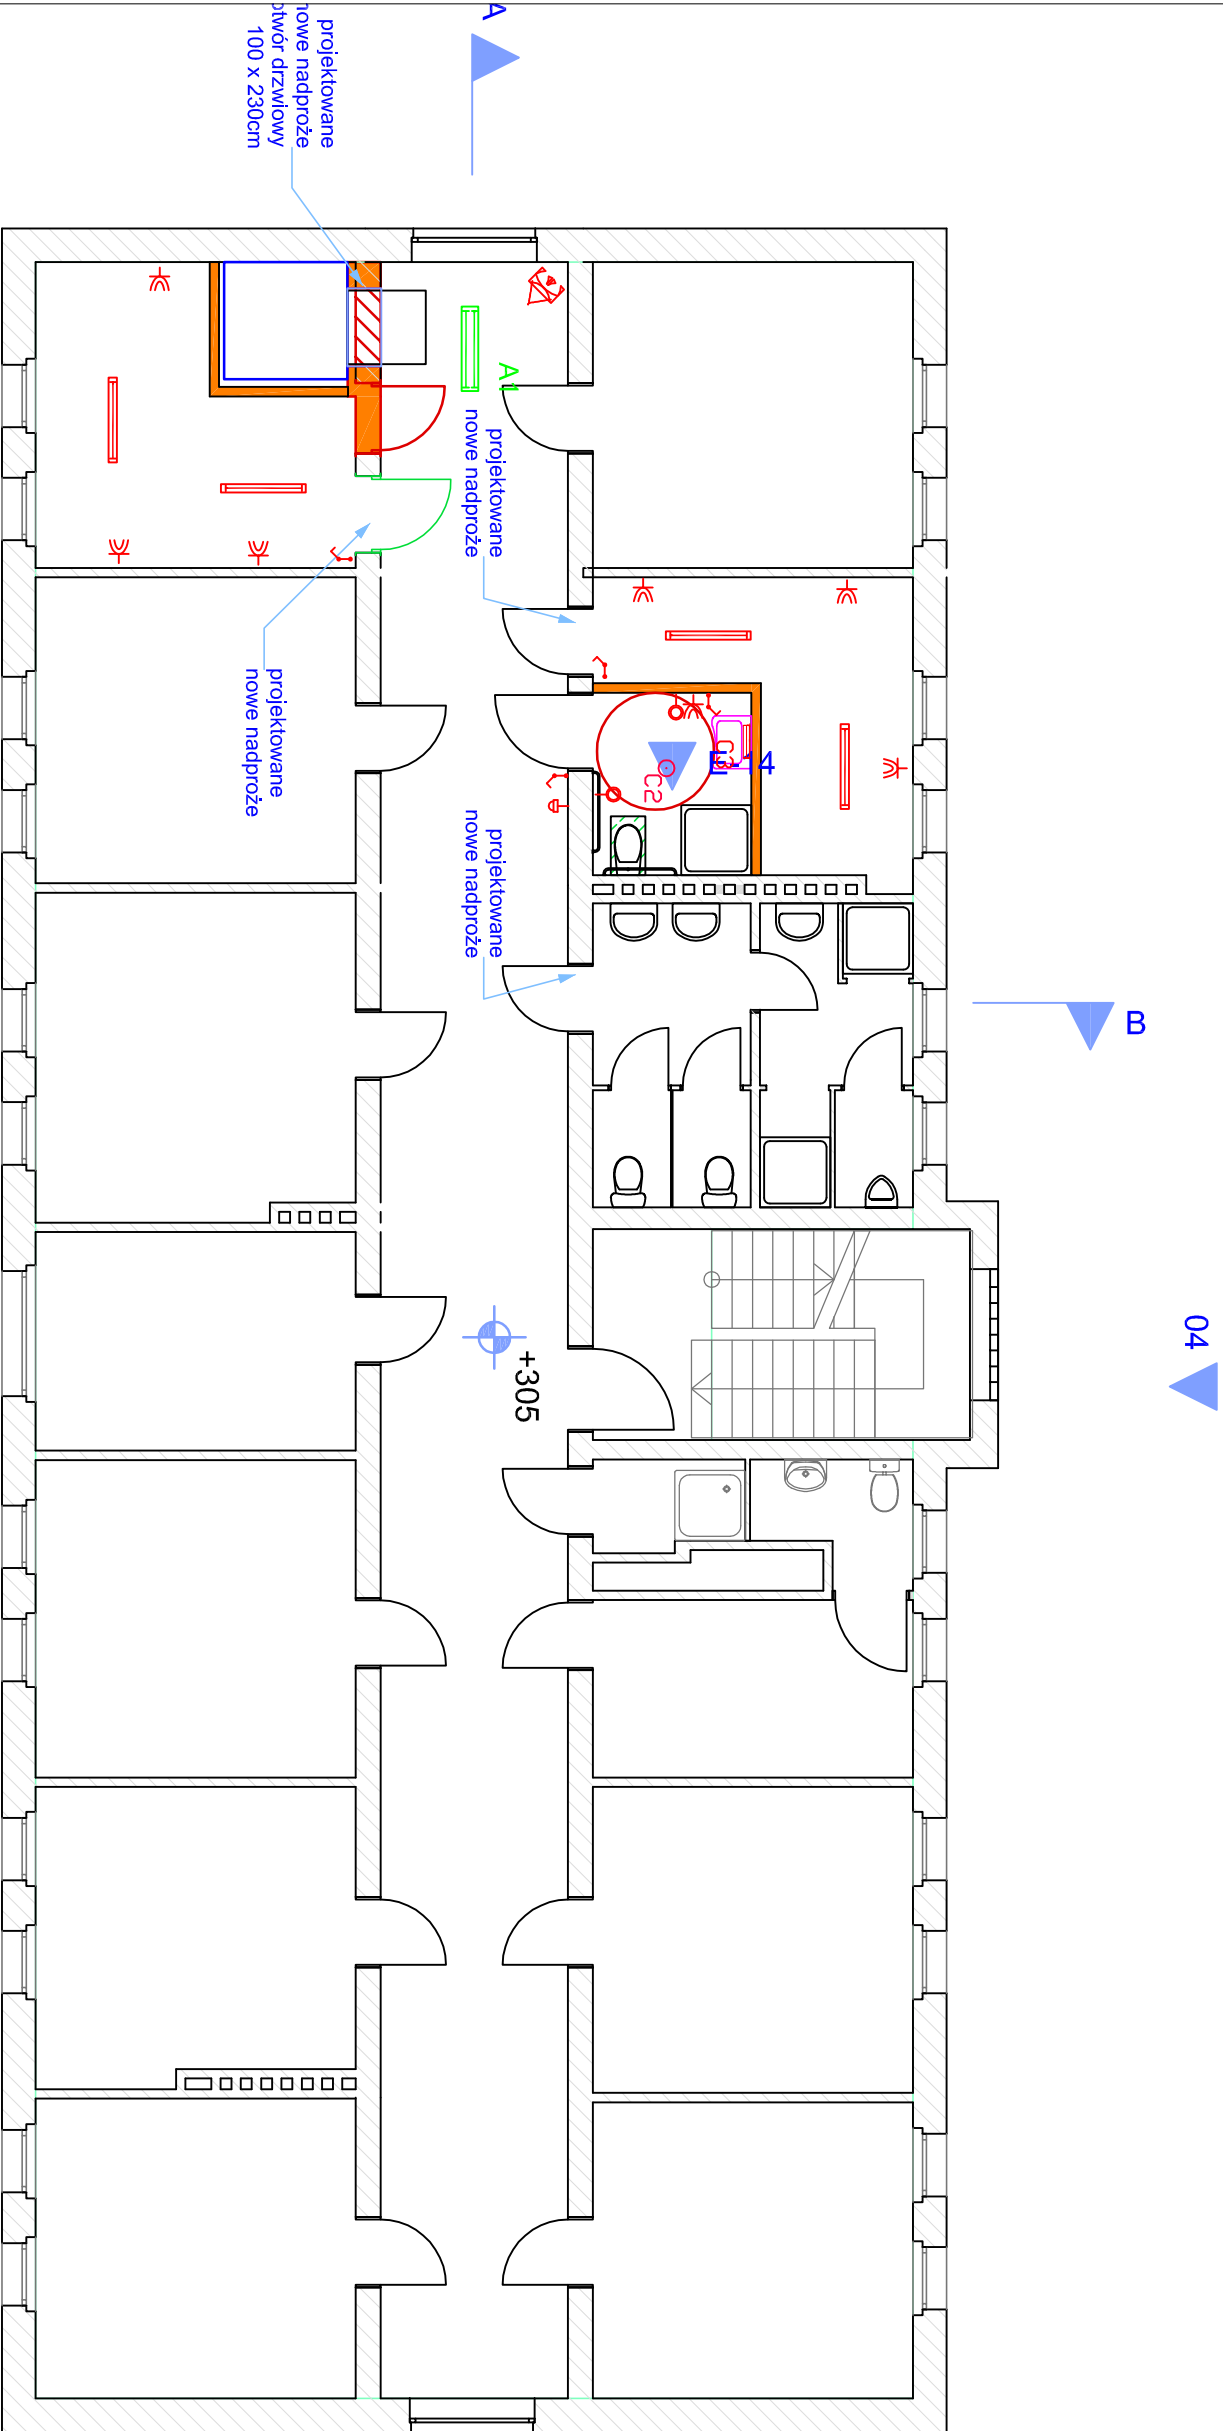 A
projektowane
nowe nadproże
otwór drzwiowy
100 x 230cm
A1
projektowane
nowe nadproże
projektowane
nowe nadproże
E-14
C3
C2
projektowane
nowe nadproże
B
04
+305